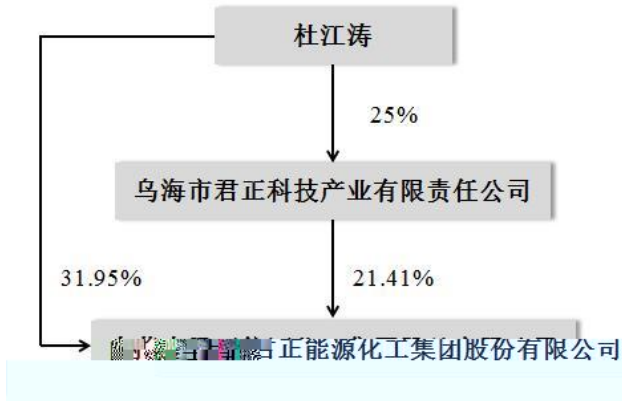 杜江涛
25%
乌海市君正科技产业有限责任公司
31.95%
21.41%
君正能源化工集团股份有限公司